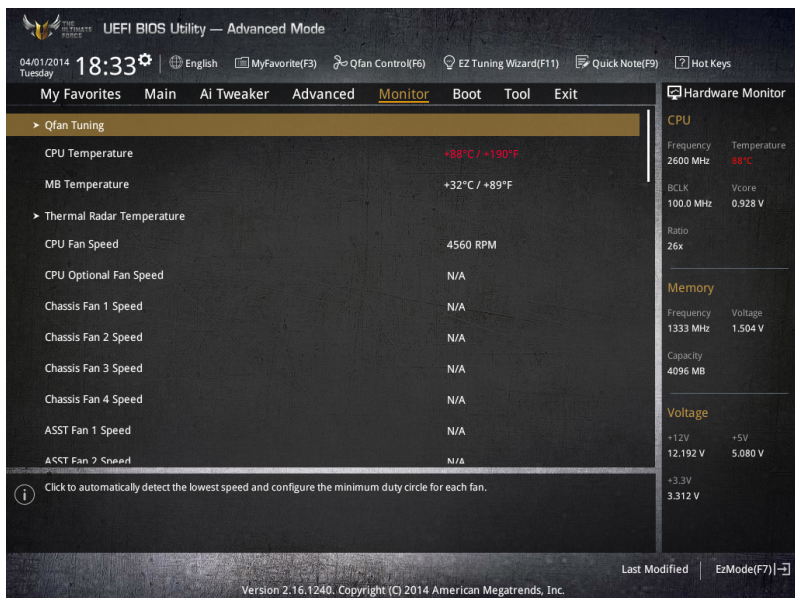 THE
ULTIMATE
FORCE
UEFI BIOS Utility — Advanced Mode
04/01/2014
Tuesday
18:33
English
MyFavorite(F3)
Qfan Control(F6)
EZ Tuning Wizard(F11)
Quick Note(F9)
? Hot Keys
My Favorites Main Ai Tweaker Advanced Monitor Boot Tool Exit
Qfan Tuning
CPU Temperature +88°C / +190°F
MB Temperature +32°C / +89°F
Thermal Radar Temperature
CPU Fan Speed 4560 RPM
CPU Optional Fan Speed N/A
Chassis Fan 1 Speed N/A
Chassis Fan 2 Speed N/A
Chassis Fan 3 Speed N/A
Chassis Fan 4 Speed N/A
ASST Fan 1 Speed N/A
ASST Fan 2 Speed N/A
Click to automatically detect the lowest speed and configure the minimum duty circle for each fan.
Hardware Monitor
CPU
Frequency Temperature
2600 MHz 88°C
BCLK Vcore
100.0 MHz 0.928 V
Ratio
26x
Memory
Frequency Voltage
1333 MHz 1.504 V
Capacity
4096 MB
Voltage
+12V +5V
12.192 V 5.080 V
+3.3V
3.312 V
Last Modified
EzMode(F7)
Version 2.16.1240. Copyright (C) 2014 American Megatrends, Inc.